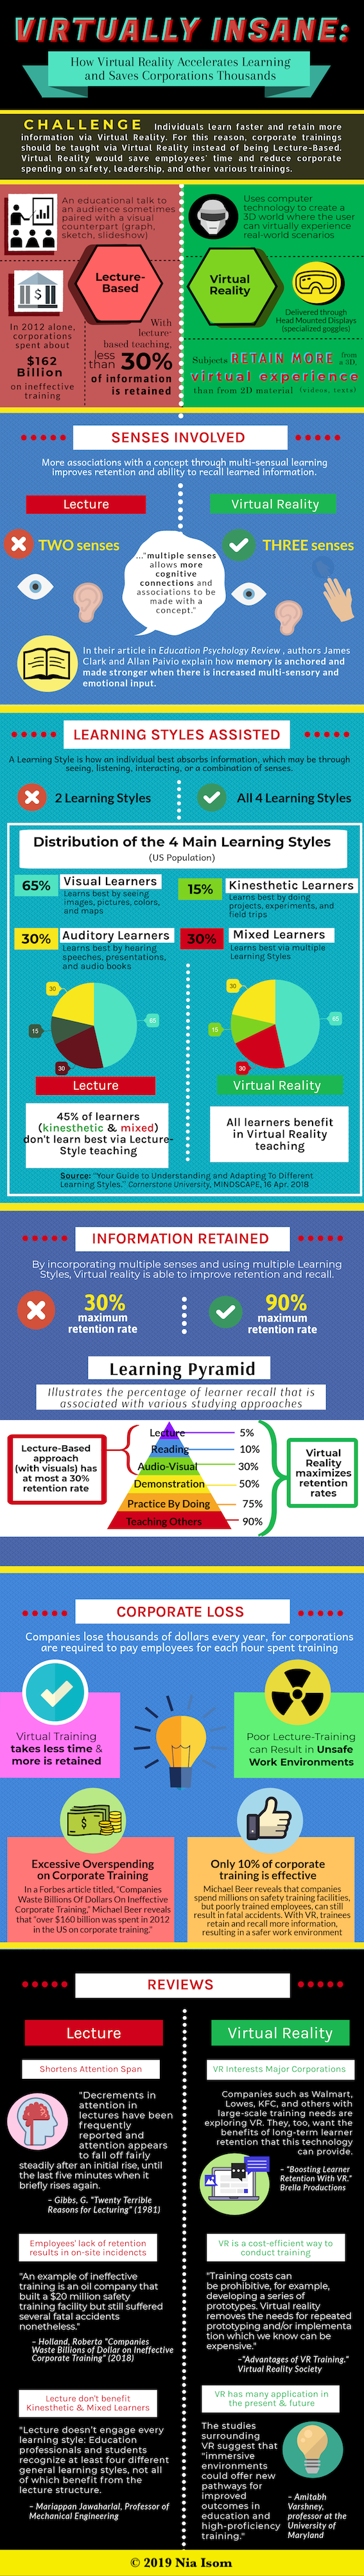 VIRTUALLY INSANE:
How Virtual Reality Accelerates Learning
and Saves Corporations Thousands
CHALLENGE Individuals learn faster and retain more
information via Virtual Reality. For this reason, corporate trainings
should be taught via Virtual Reality instead of being Lecture-Based.
Virtual Reality would save employees' time and reduce corporate
spending on safety, leadership, and other various trainings.
An educational talk to
an audience sometimes
paired with a visual
counterpart (graph,
sketch, slideshow)
Uses computer
technology to create a
3D world where the user
can virtually experience
real-world scenarios
Lecture-
Based
Virtual
Reality
In 2012 alone,
corporations
spent about
$162
Billion
on ineffective
training
With
lecture-
based teaching,
less
than 30%
of information
is retained
Delivered through
Head Mounted Displays
(specialized goggles)
Subjects RETAIN MORE from
a 3D,
virtual experience
than from 2D material (videos, texts)
SENSES INVOLVED
More associations with a concept through multi-sensual learning
improves retention and ability to recall learned information.
Lecture
Virtual Reality
TWO senses
THREE senses
..."multiple senses
allows more
cognitive
connections and
associations to be
made with a
concept."
In their article in Education Psychology Review, authors James
Clark and Allan Paivio explain how memory is anchored and
made stronger when there is increased multi-sensory and
emotional input.
LEARNING STYLES ASSISTED
A Learning Style is how an individual best absorbs information, which may be through
seeing, listening, interacting, or a combination of senses.
2 Learning Styles
All 4 Learning Styles
Distribution of the 4 Main Learning Styles
(US Population)
65% Visual Learners
Learns best by seeing
images, pictures, colors,
and maps
15% Kinesthetic Learners
Learns best by doing
projects, experiments, and
field trips
30% Auditory Learners
Learns best by hearing
speeches, presentations,
and audio books
30% Mixed Learners
Learns best via multiple
Learning Styles
30
65
15
30
30
65
15
30
Lecture
Virtual Reality
45% of learners
(kinesthetic & mixed)
don't learn best via Lecture-
Style teaching
All learners benefit
in Virtual Reality
teaching
Source: "Your Guide to Understanding and Adapting To Different
Learning Styles." Cornerstone University, MINDSCAPE, 16 Apr. 2018
INFORMATION RETAINED
By incorporating multiple senses and using multiple Learning
Styles, Virtual reality is able to improve retention and recall.
30%
maximum
retention rate
90%
maximum
retention rate
Learning Pyramid
Illustrates the percentage of learner recall that is
associated with various studying approaches
Lecture-Based
approach
(with visuals) has
at most a 30%
retention rate
Lecture 5%
Reading 10%
Audio-Visual 30%
Demonstration 50%
Practice By Doing 75%
Teaching Others 90%
Virtual
Reality
maximizes
retention
rates
CORPORATE LOSS
Companies lose thousands of dollars every year, for corporations
are required to pay employees for each hour spent training
Virtual Training
takes less time &
more is retained
Poor Lecture-Training
can Result in Unsafe
Work Environments
Excessive Overspending
on Corporate Training
In a Forbes article titled, "Companies
Waste Billions Of Dollars On Ineffective
Corporate Training," Michael Beer reveals
that "over $160 billion was spent in 2012
in the US on corporate training."
Only 10% of corporate
training is effective
Michael Beer reveals that companies
spend millions on safety training facilities,
but poorly trained employees, can still
result in fatal accidents. With VR, trainees
retain and recall more information,
resulting in a safer work environment
REVIEWS
Lecture
Virtual Reality
Shortens Attention Span
"Decrements in
attention in
lectures have been
frequently
reported and
attention appears
to fall off fairly
steadily after an initial rise, until
the last five minutes when it
briefly rises again.
– Gibbs, G. "Twenty Terrible
Reasons for Lecturing" (1981)
VR Interests Major Corporations
Companies such as Walmart,
Lowes, KFC, and others with
large-scale training needs are
exploring VR. They, too, want the
benefits of long-term learner
retention that this technology
can provide.
– "Boosting Learner
Retention With VR."
Brella Productions
Employees' lack of retention
results in on-site incidencts
"An example of ineffective
training is an oil company that
built a $20 million safety
training facility but still suffered
several fatal accidents
nonetheless."
– Holland, Roberta "Companies
Waste Billions of Dollar on Ineffective
Corporate Training" (2018)
VR is a cost-efficient way to
conduct training
"Training costs can
be prohibitive, for example,
developing a series of
prototypes. Virtual reality
removes the needs for repeated
prototyping and/or implementa
tion which we know can be
expensive."
–"Advantages of VR Training."
Virtual Reality Society
Lecture don't benefit
Kinesthetic & Mixed Learners
"Lecture doesn't engage every
learning style: Education
professionals and students
recognize at least four different
general learning styles, not all
of which benefit from the
lecture structure.
– Mariappan Jawaharlal, Professor of
Mechanical Engineering
VR has many application in
the present & future
The studies
surrounding
VR suggest that
"immersive
environments
could offer new
pathways for
improved
outcomes in
education and
high-proficiency
training."
– Amitabh
Varshney,
professor at the
University of
Maryland
© 2019 Nia Isom